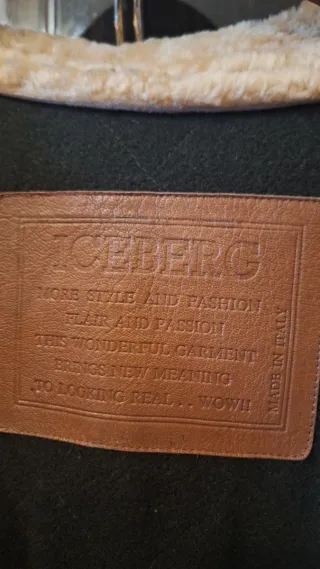 ICEBERG
MORE STYLE AND FASHION
FLAIR AND PASSION
THIS WONDERFUL GARMENT
BRINGS NEW MEANING
TO LOOKING REAL . . WOW!!
MADE IN ITALY